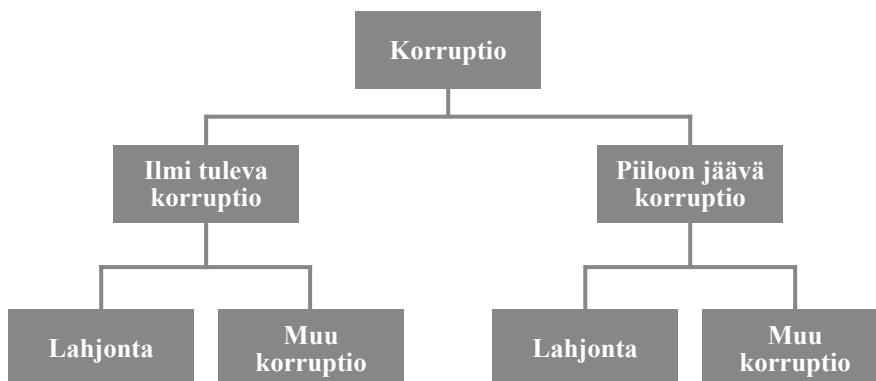 Korruptio
Ilmi tuleva
korruptio
Piiloon jäävä
korruptio
Lahjonta
Muu
korruptio
Lahjonta
Muu
korruptio